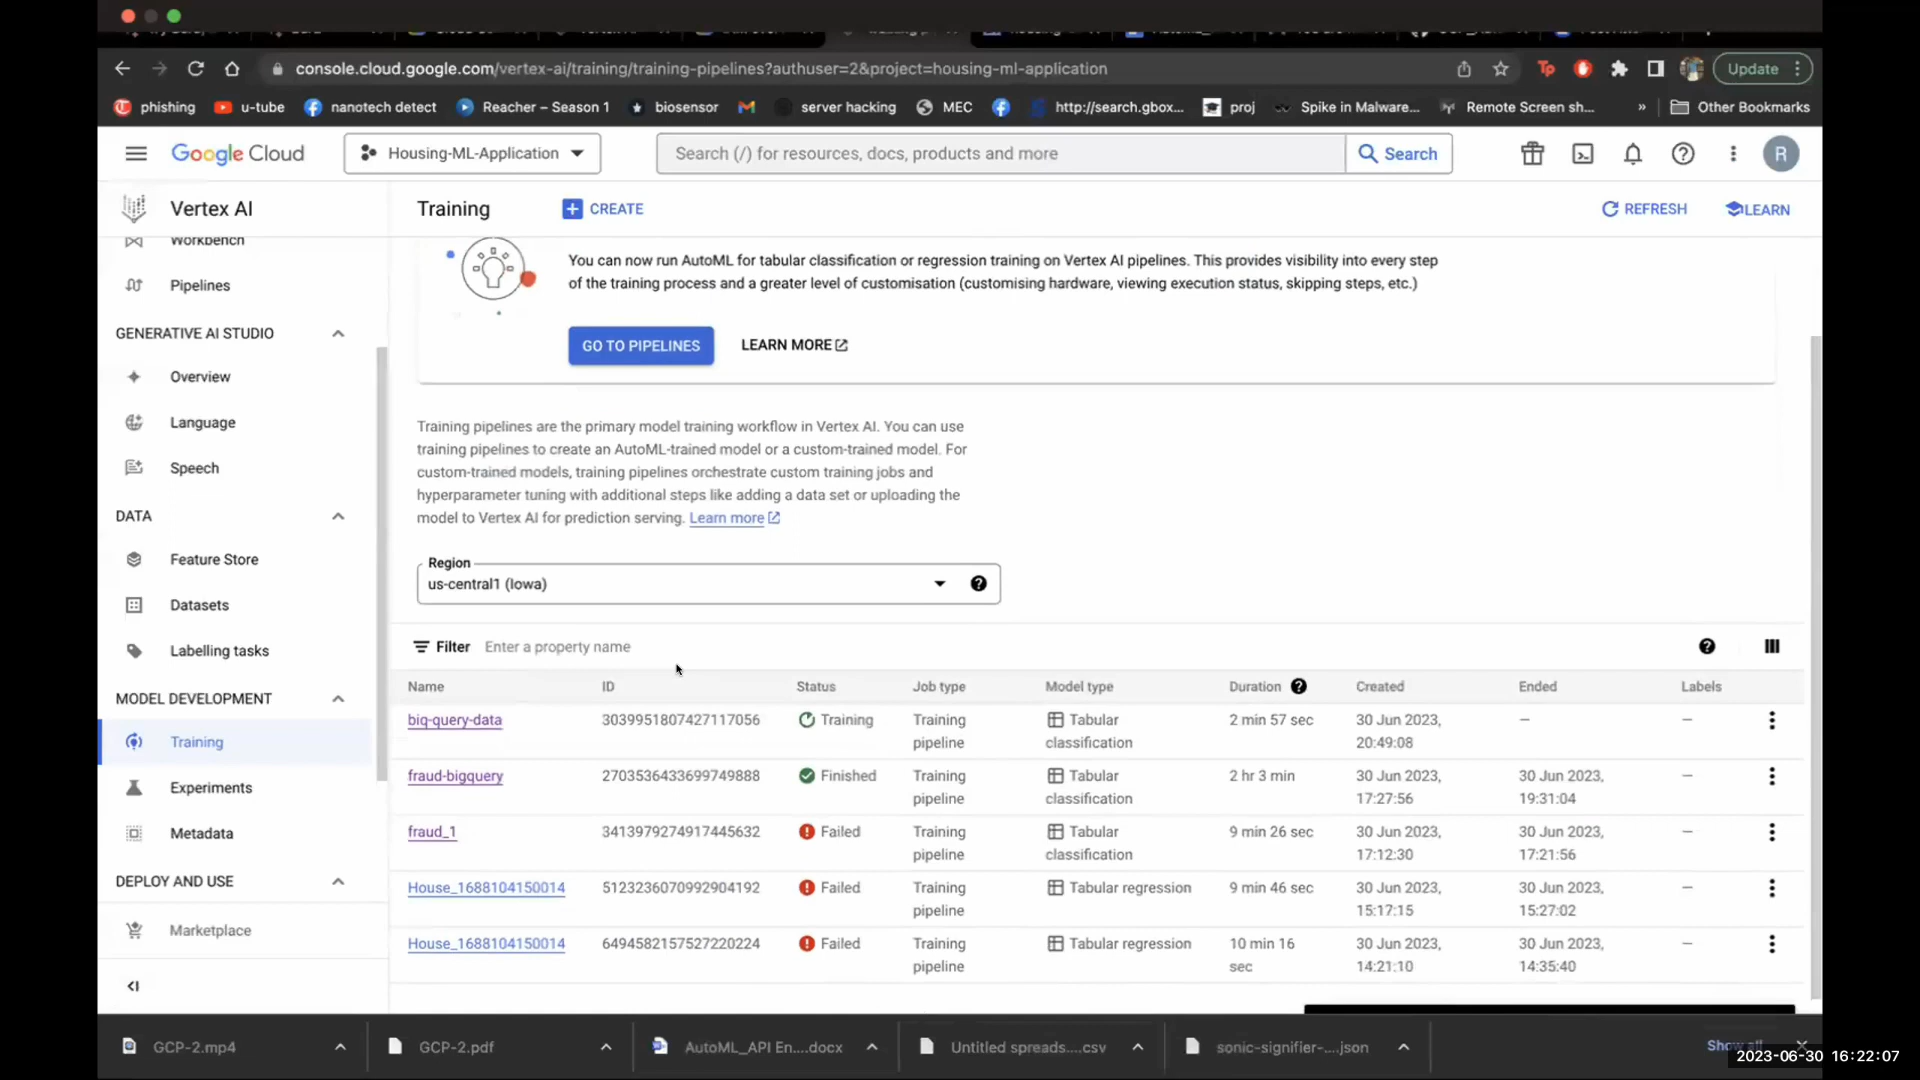 console.cloud.google.com/vertex-ai/training/training-pipelines?authuser=2&project=housing-ml-application
Update
phishing
u-tube
nanotech detect
Reacher – Season 1
biosensor
server hacking
MEC
http://search.gbox...
proj
Spike in Malware...
Remote Screen sh...
»
Other Bookmarks
Google Cloud
Housing-ML-Application
Search (/) for resources, docs, products and more
Search
R
Vertex AI
Training
CREATE
REFRESH
LEARN
Workbench
Pipelines
GENERATIVE AI STUDIO
Overview
Language
Speech
DATA
Feature Store
Datasets
Labelling tasks
MODEL DEVELOPMENT
Training
Experiments
Metadata
DEPLOY AND USE
Marketplace
You can now run AutoML for tabular classification or regression training on Vertex AI pipelines. This provides visibility into every step
of the training process and a greater level of customisation (customising hardware, viewing execution status, skipping steps, etc.)
GO TO PIPELINES
LEARN MORE
Training pipelines are the primary model training workflow in Vertex AI. You can use
training pipelines to create an AutoML-trained model or a custom-trained model. For
custom-trained models, training pipelines orchestrate custom training jobs and
hyperparameter tuning with additional steps like adding a data set or uploading the
model to Vertex AI for prediction serving. Learn more
Region
us-central1 (Iowa)
Filter Enter a property name
Name ID Status Job type Model type Duration Created Ended Labels
biq-query-data 3039951807427117056 Training Training Tabular 2 min 57 sec 30 Jun 2023, – –
pipeline classification 20:49:08
fraud-bigquery 2703536433699749888 Finished Training Tabular 2 hr 3 min 30 Jun 2023, 30 Jun 2023, –
pipeline classification 17:27:56 19:31:04
fraud_1 3413979274917445632 Failed Training Tabular 9 min 26 sec 30 Jun 2023, 30 Jun 2023, –
pipeline classification 17:12:30 17:21:56
House_1688104150014 5123236070992904192 Failed Training Tabular regression 9 min 46 sec 30 Jun 2023, 30 Jun 2023, –
pipeline 15:17:15 15:27:02
House_1688104150014 6494582157527220224 Failed Training Tabular regression 10 min 16 30 Jun 2023, 30 Jun 2023, –
pipeline sec 14:21:10 14:35:40
GCP-2.mp4
GCP-2.pdf
AutoML_API En....docx
Untitled spreads....csv
sonic-signifier-....json
Show all
2023-06-30 16:22:07